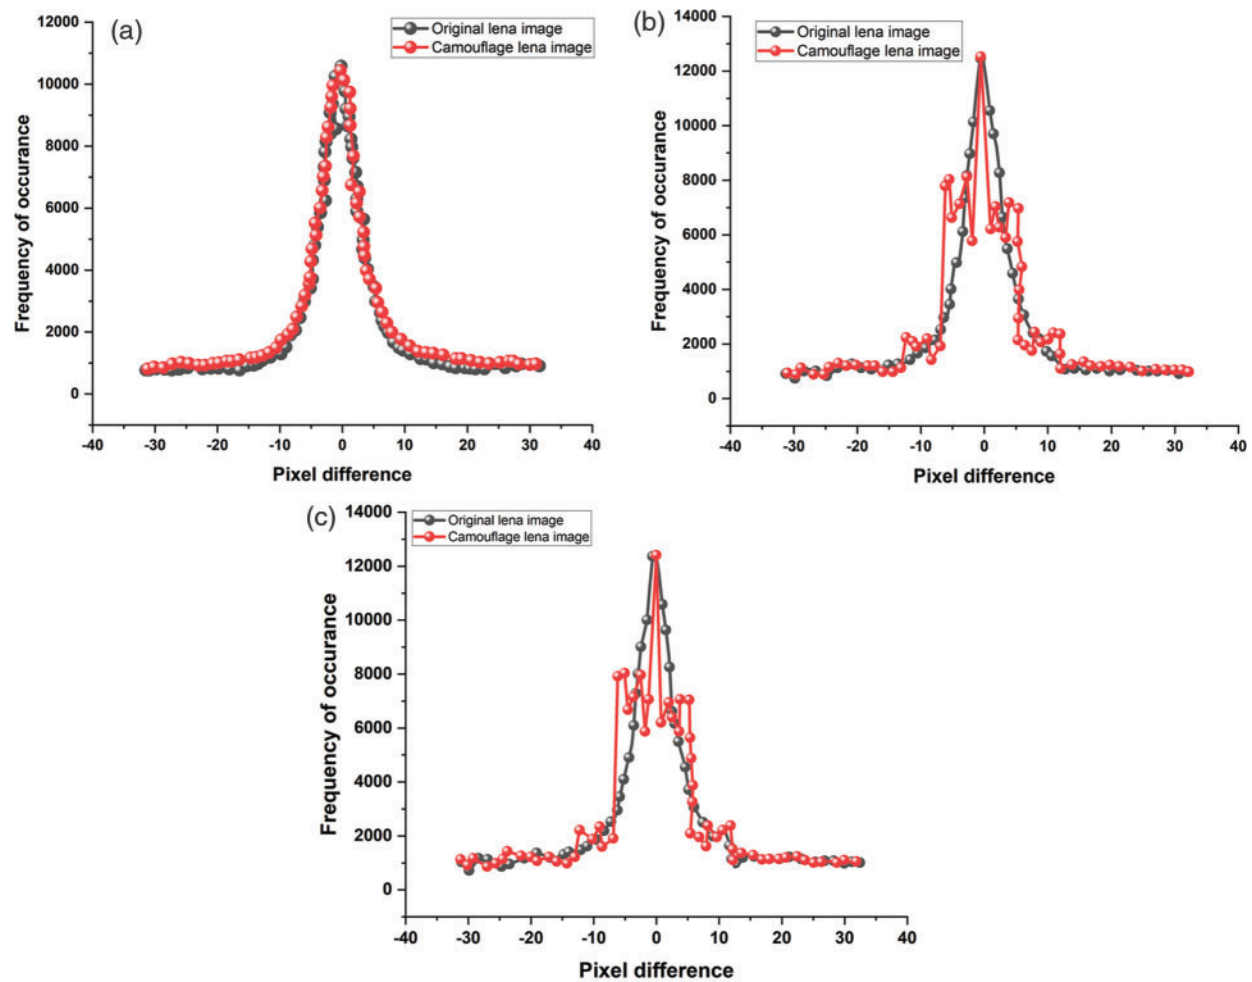 (a)
Original lena image
Camouflage lena image
Frequency of occurance
12000
10000
8000
6000
4000
2000
0
-40 -30 -20 -10 0 10 20 30 40
Pixel difference
(b)
Original lena image
Camouflage lena image
Frequency of occurance
14000
12000
10000
8000
6000
4000
2000
0
-40 -30 -20 -10 0 10 20 30 40
Pixel difference
(c)
Original lena image
Camouflage lena image
Frequency of occurance
14000
12000
10000
8000
6000
4000
2000
0
-40 -30 -20 -10 0 10 20 30 40
Pixel difference